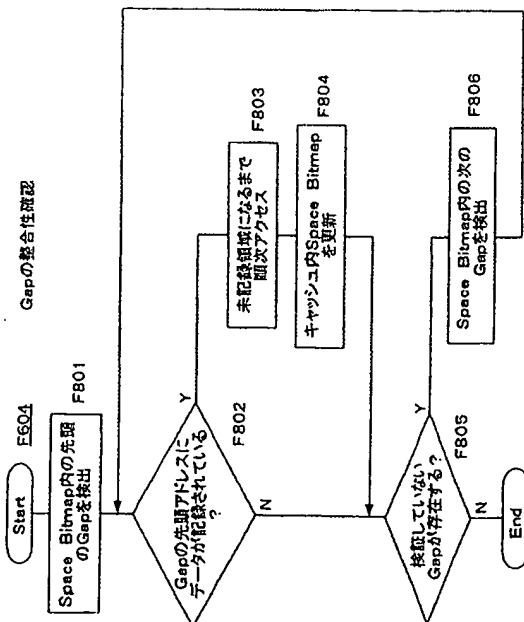 Gapの整合性確認
F604
Start
F801
Space Bitmap内の先頭
のGapを検出
F802
Gapの先頭アドレスに
データが記録されている
?
Y
N
F803
未記録領域になるまで
順次アクセス
F804
キャッシュ内Space Bitmap
を更新
F805
検証していない
Gapが存在する?
Y
N
F806
Space Bitmap内の次の
Gapを検出
End